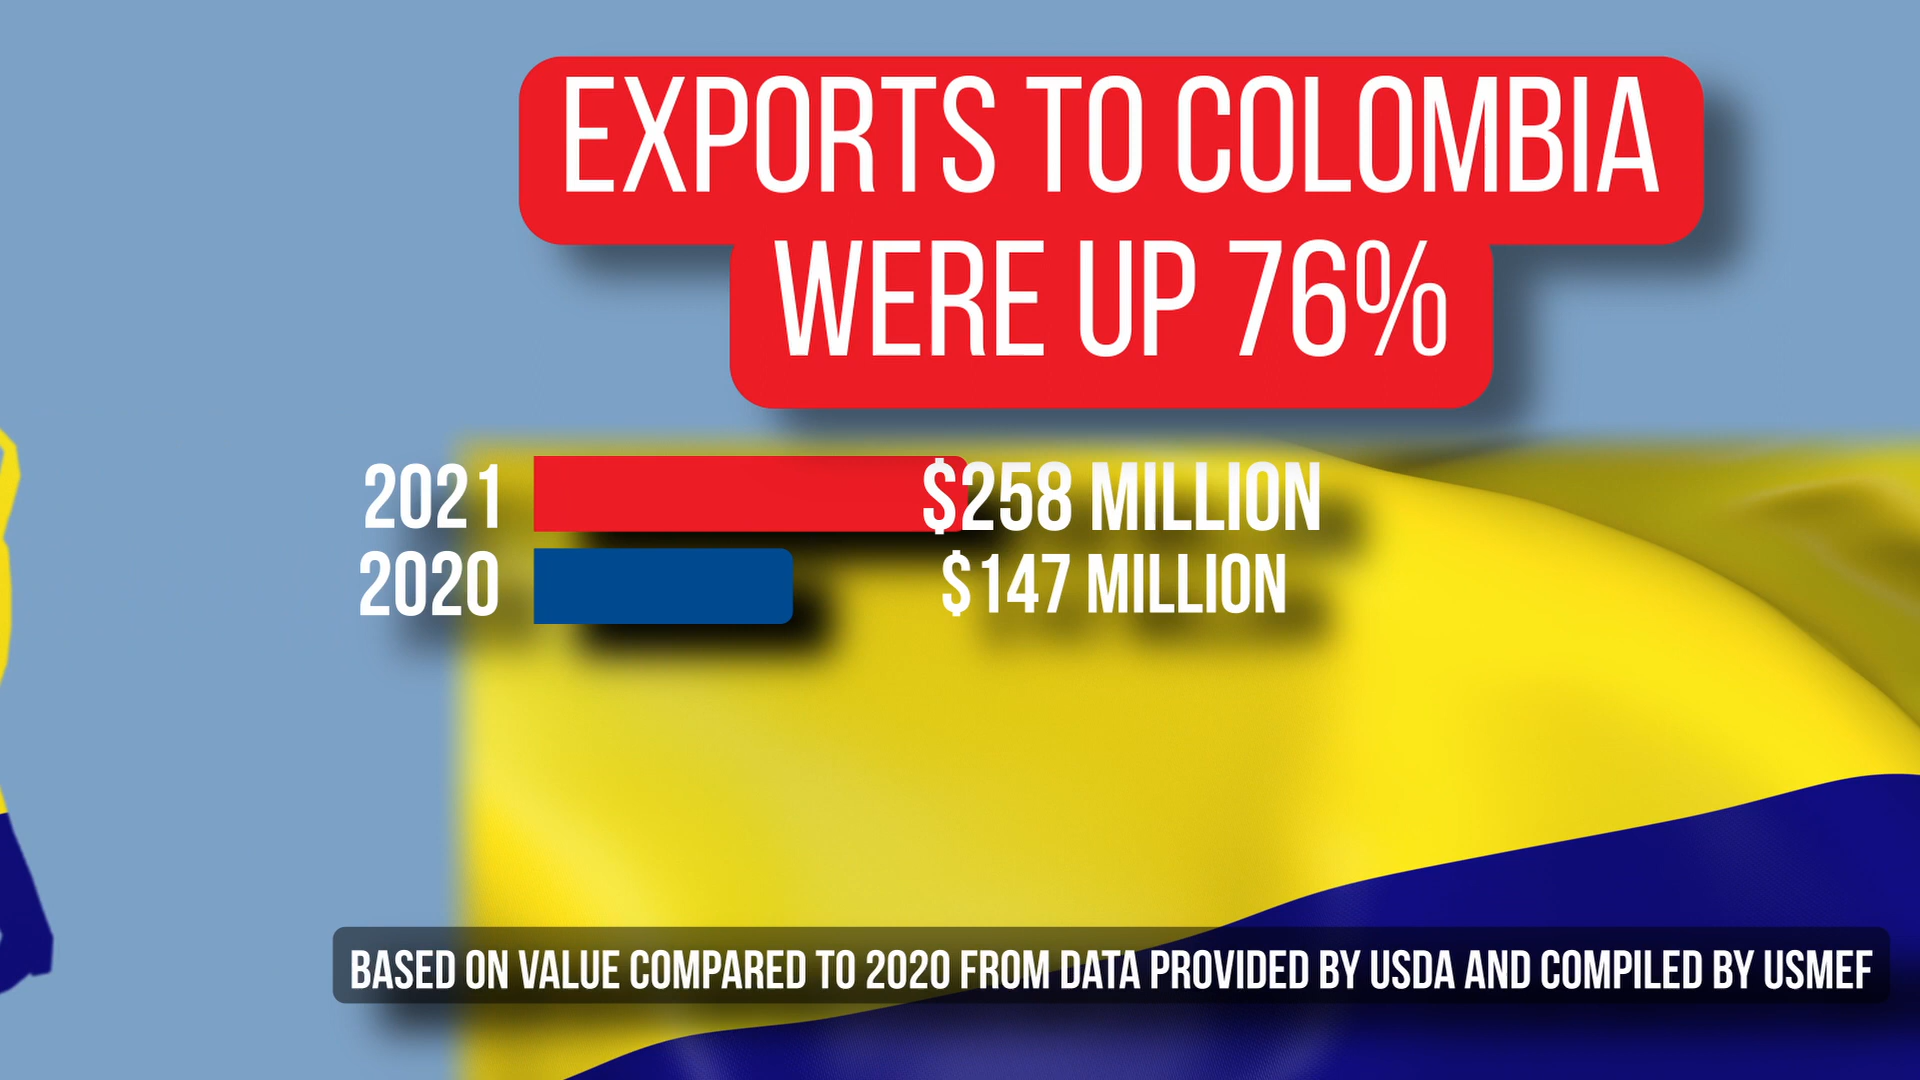 EXPORTS TO COLOMBIA
WERE UP 76%
2021 $258 MILLION
2020 $147 MILLION
BASED ON VALUE COMPARED TO 2020 FROM DATA PROVIDED BY USDA AND COMPILED BY USMEF